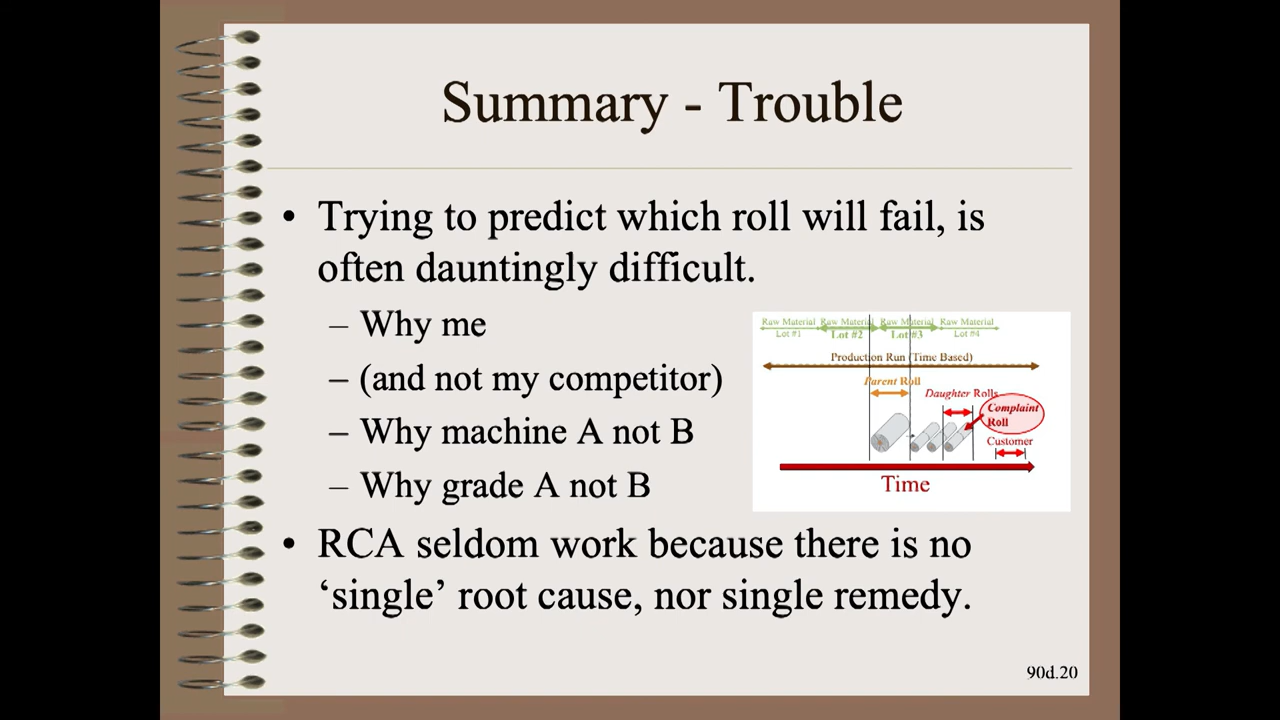 Summary - Trouble
• Trying to predict which roll will fail, is
often dauntingly difficult.
– Why me
– (and not my competitor)
– Why machine A not B
– Why grade A not B
Raw Material Raw Material Raw Material Raw Material
Lot #1 Lot #2 Lot #3 Lot #4
Production Run (Time Based)
Parent Roll
Daughter Rolls
Complaint
Roll
Customer
Time
• RCA seldom work because there is no
‘single’ root cause, nor single remedy.
90d.20